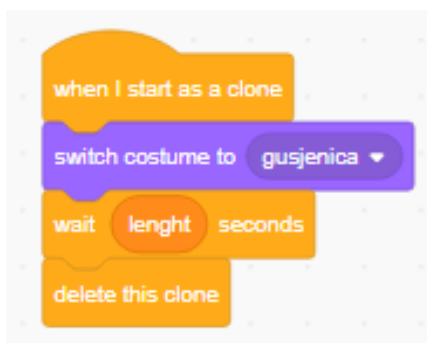 when I start as a clone
switch costume to gusjenica
wait lenght seconds
delete this clone